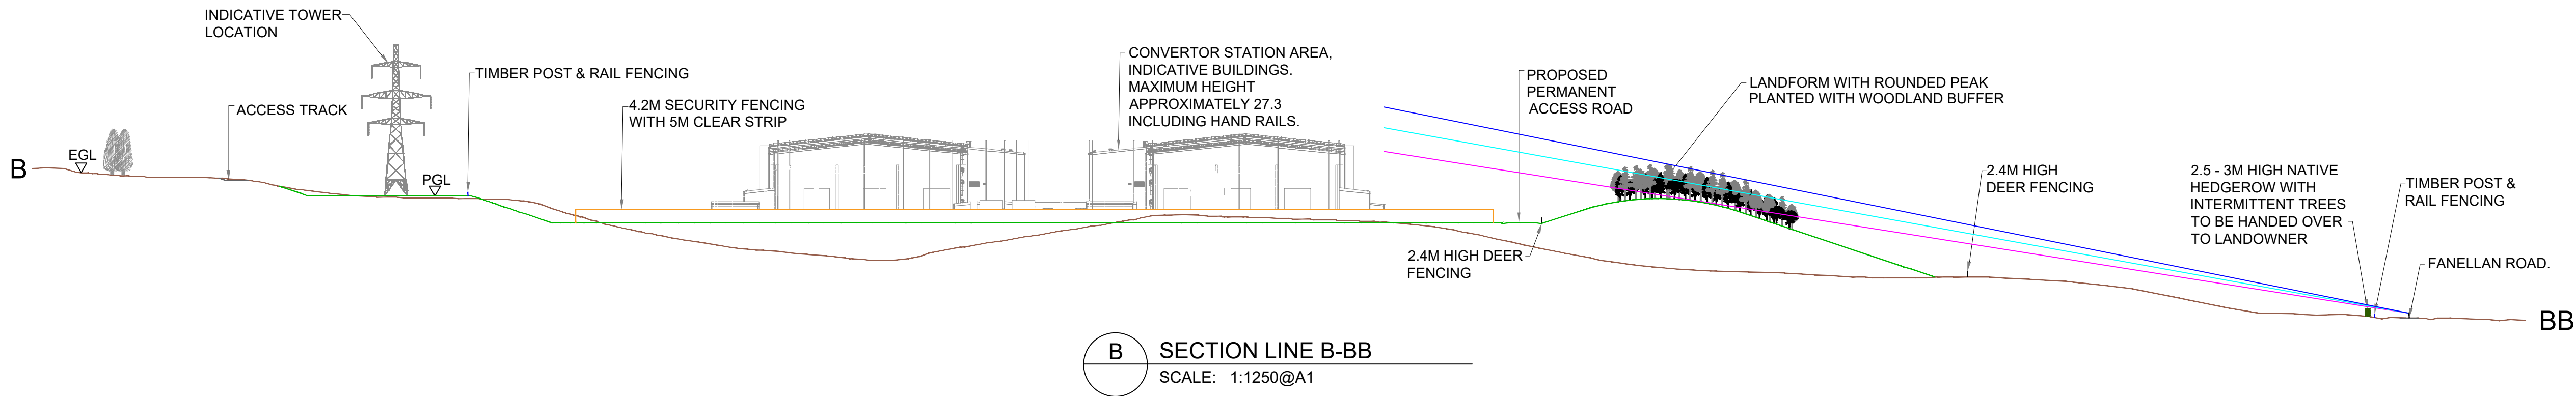 INDICATIVE TOWER
LOCATION
TIMBER POST & RAIL FENCING
ACCESS TRACK
4.2M SECURITY FENCING
WITH 5M CLEAR STRIP
CONVERTOR STATION AREA,
INDICATIVE BUILDINGS.
MAXIMUM HEIGHT
APPROXIMATELY 27.3
INCLUDING HAND RAILS.
PROPOSED
PERMANENT
ACCESS ROAD
LANDFORM WITH ROUNDED PEAK
PLANTED WITH WOODLAND BUFFER
B
EGL
PGL
2.4M HIGH DEER
FENCING
2.4M HIGH
DEER FENCING
2.5 - 3M HIGH NATIVE
HEDGEROW WITH
INTERMITTENT TREES
TO BE HANDED OVER
TO LANDOWNER
TIMBER POST &
RAIL FENCING
FANELLAN ROAD.
BB
B
SECTION LINE B-BB
SCALE: 1:1250@A1